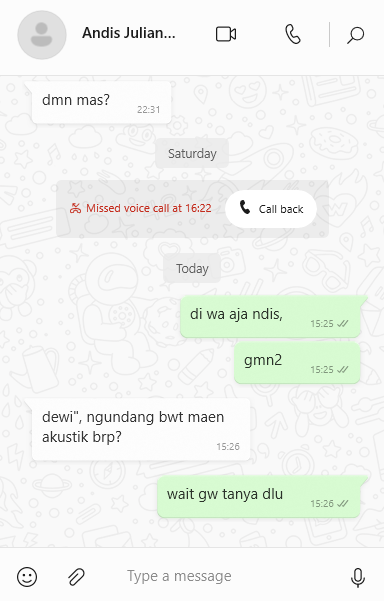 Andis Julian...
dmn mas?
22:31
Saturday
Missed voice call at 16:22
Call back
Today
di wa aja ndis,
15:25
gmn2
15:25
dewi", ngundang bwt maen
akustik brp?
15:26
wait gw tanya dlu
15:26
Type a message